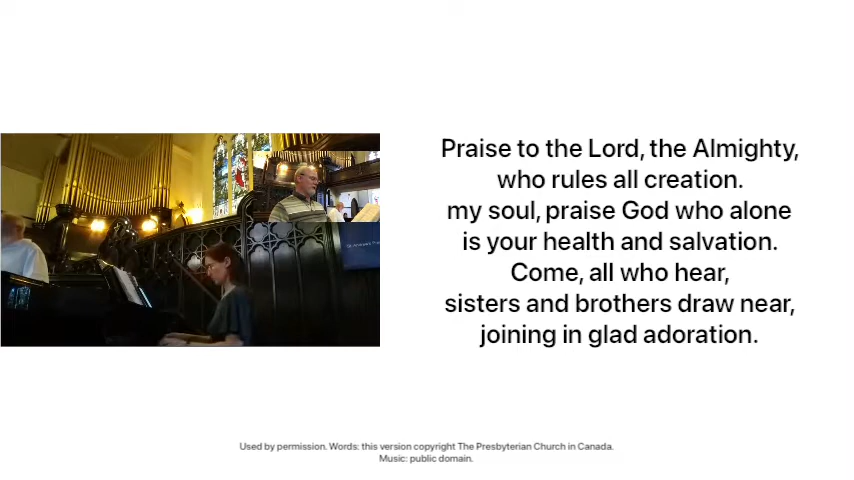 Praise to the Lord, the Almighty,
who rules all creation.
my soul, praise God who alone
is your health and salvation.
Come, all who hear,
sisters and brothers draw near,
joining in glad adoration.
Used by permission. Words: this version copyright The Presbyterian Church in Canada.
Music: public domain.